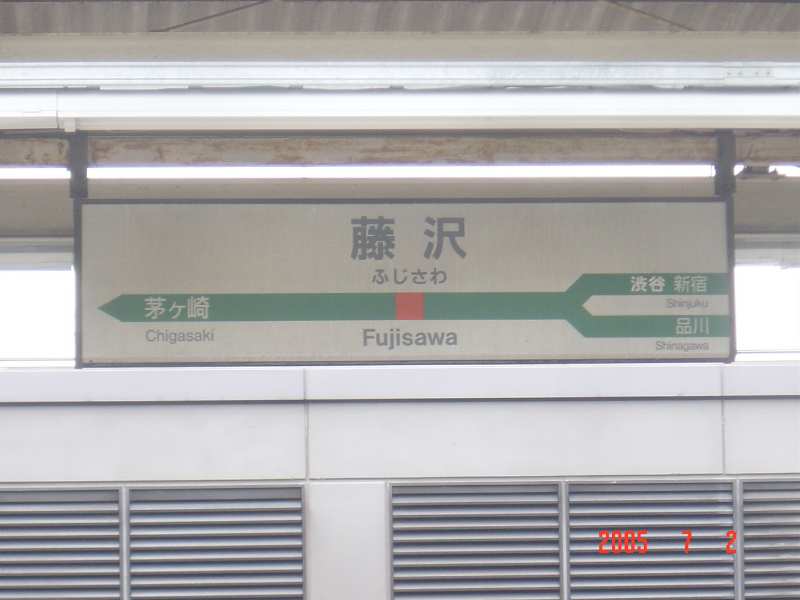 藤沢
ふじさわ
茅ヶ崎
Chigasaki
Fujisawa
渋谷 新宿
Shinjuku
品川
Shinagawa
2005 7 2